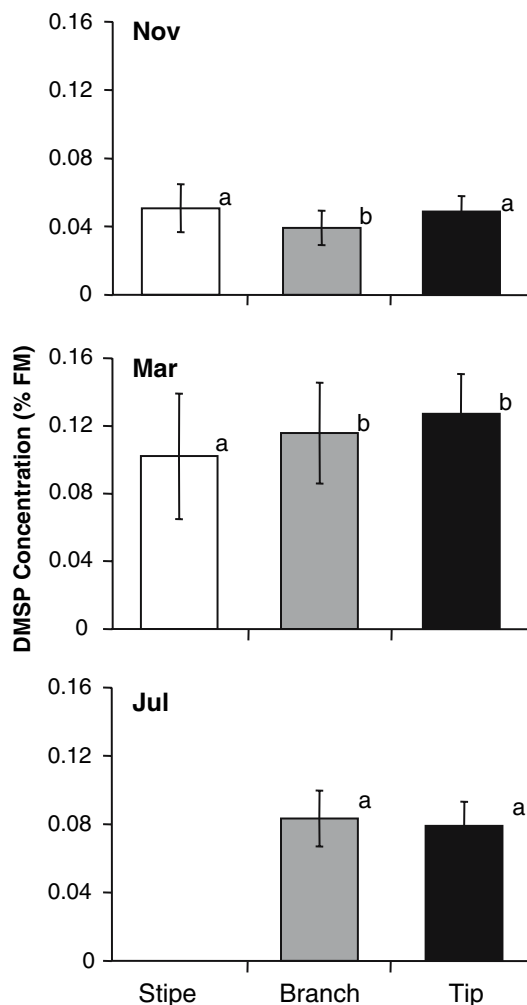 DMSP Concentration (% FM)
Nov
0.16
0.12
0.08
0.04
0
a
b
a
Mar
0.16
0.12
0.08
0.04
0
a
b
b
Jul
0.16
0.12
0.08
0.04
0
a
a
Stipe Branch Tip